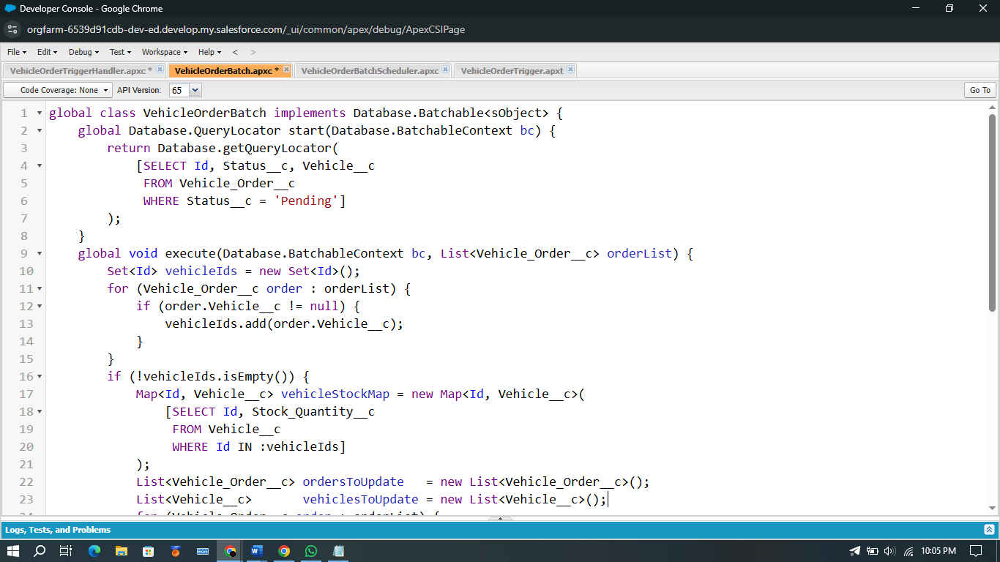 Developer Console - Google Chrome
orgfarm-6539d91cdb-dev-ed.develop.my.salesforce.com/_ui/common/apex/debug/ApexCSIPage
File Edit Debug Test Workspace Help < >
VehicleOrderTriggerHandler.apxc * VehicleOrderBatch.apxc * VehicleOrderBatchScheduler.apxc VehicleOrderTrigger.apxt
Code Coverage: None API Version: 65 Go To
1 global class VehicleOrderBatch implements Database.Batchable<sObject> {
2 global Database.QueryLocator start(Database.BatchableContext bc) {
3 return Database.getQueryLocator(
4 [SELECT Id, Status__c, Vehicle__c
5 FROM Vehicle_Order__c
6 WHERE Status__c = 'Pending']
7 );
8 }
9 global void execute(Database.BatchableContext bc, List<Vehicle_Order__c> orderList) {
10 Set<Id> vehicleIds = new Set<Id>();
11 for (Vehicle_Order__c order : orderList) {
12 if (order.Vehicle__c != null) {
13 vehicleIds.add(order.Vehicle__c);
14 }
15 }
16 if (!vehicleIds.isEmpty()) {
17 Map<Id, Vehicle__c> vehicleStockMap = new Map<Id, Vehicle__c>(
18 [SELECT Id, Stock_Quantity__c
19 FROM Vehicle__c
20 WHERE Id IN :vehicleIds]
21 );
22 List<Vehicle_Order__c> ordersToUpdate = new List<Vehicle_Order__c>();
23 List<Vehicle__c> vehiclesToUpdate = new List<Vehicle__c>();
24 for (Vehicle_Order__c order : orderList) {
Logs, Tests, and Problems
10:05 PM